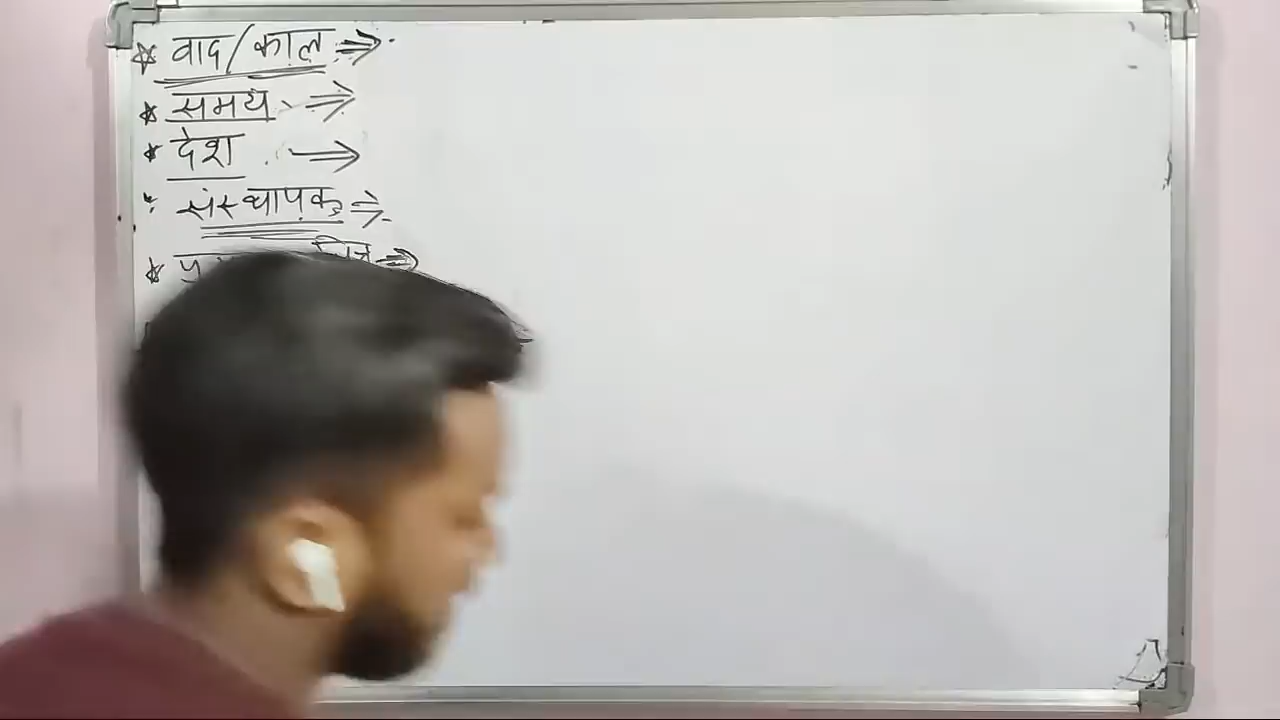 * वाद/काल ⇒
* समय ⇒
* देश →
संस्थापक ⇒